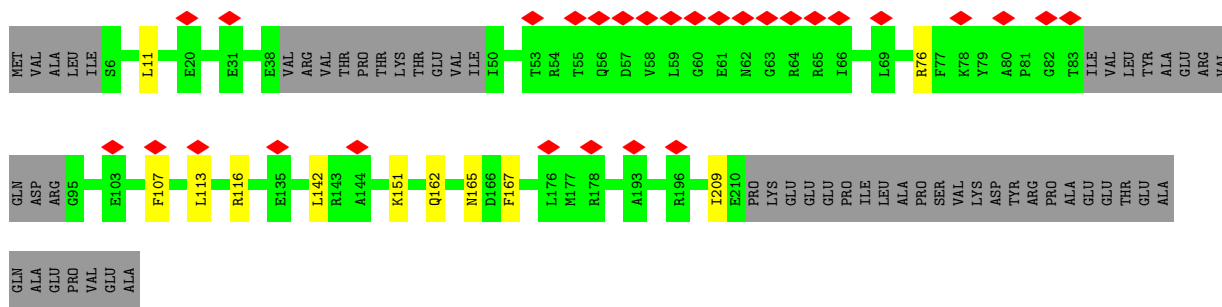 MET VAL ALA LEU ILE S6 L11 E20 E31 E38 VAL ARG VAL THR PRO THR LYS THR GLU VAL ILE I50 T53 R54 T55 Q56 D57 V58 L59 G60 E61 N62 G63 R64 R65 I66 L69 R76 F77 K78 Y79 A80 P81 G82 T83 ILE VAL LEU TYR ALA GLU ARG VAL
GLN ASP ARG G95 E103 F107 L113 R116 E135 L142 R143 A144 K151 Q162 N165 D166 F167 L176 M177 R178 A193 R196 I209 E210 PRO LYS GLU GLU GLU PRO ILE LEU ALA PRO SER VAL LYS ASP TYR ARG PRO ALA GLU GLU THR GLU ALA
GLN ALA GLU PRO VAL GLU ALA